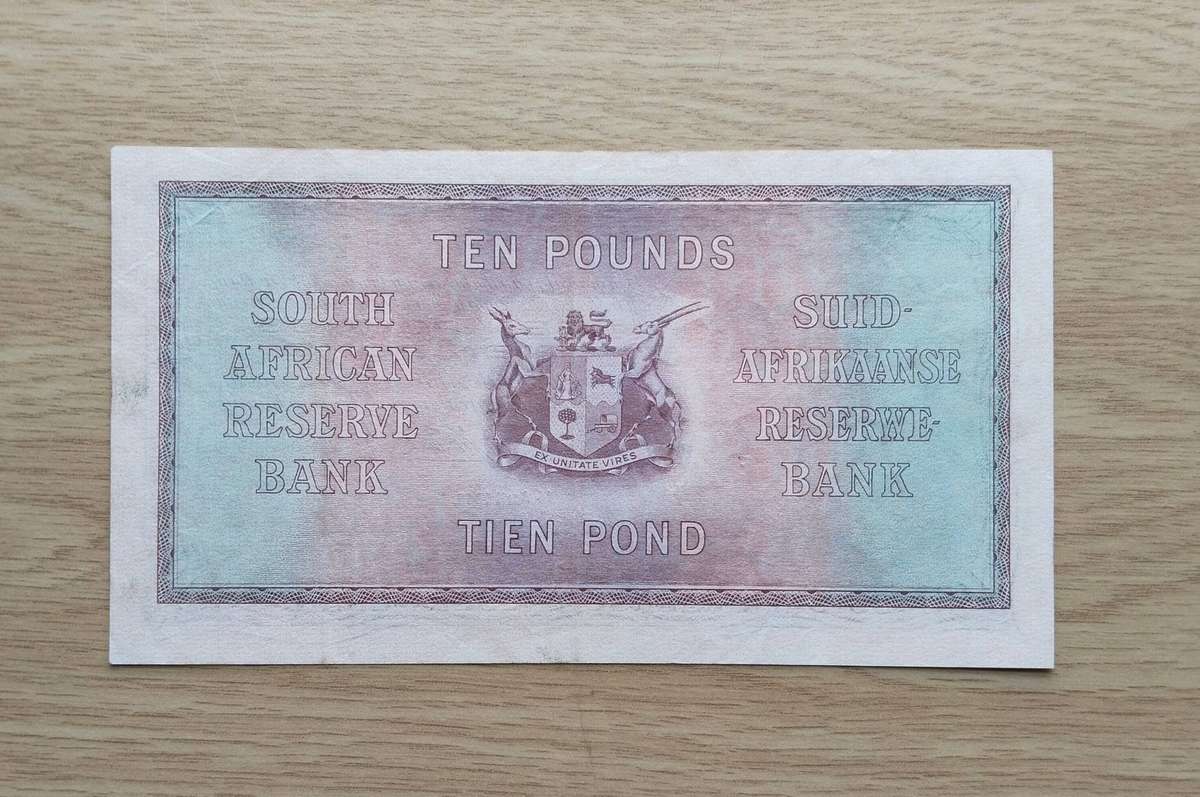 TEN POUNDS
SOUTH
AFRICAN
RESERVE
BANK
SUID-
AFRIKAANSE
RESERWE-
BANK
EX UNITATE VIRES
TIEN POND